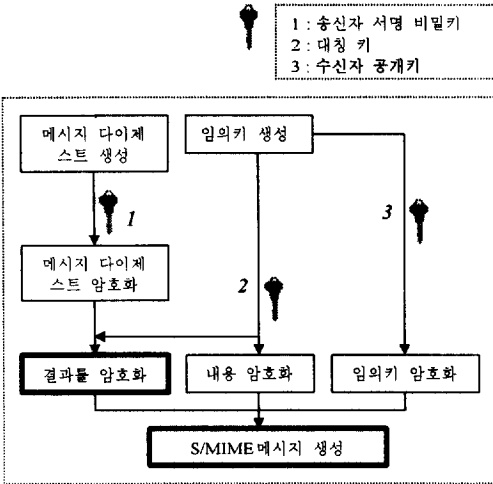 1 : 송신자 서명 비밀키
2 : 대칭 키
3 : 수신자 공개키
메시지 다이제
스트 생성
임의키 생성
1
3
메시지 다이제
스트 암호화
2
결과틀 암호화
내용 암호화
임의키 암호화
S/MIME메시지 생성